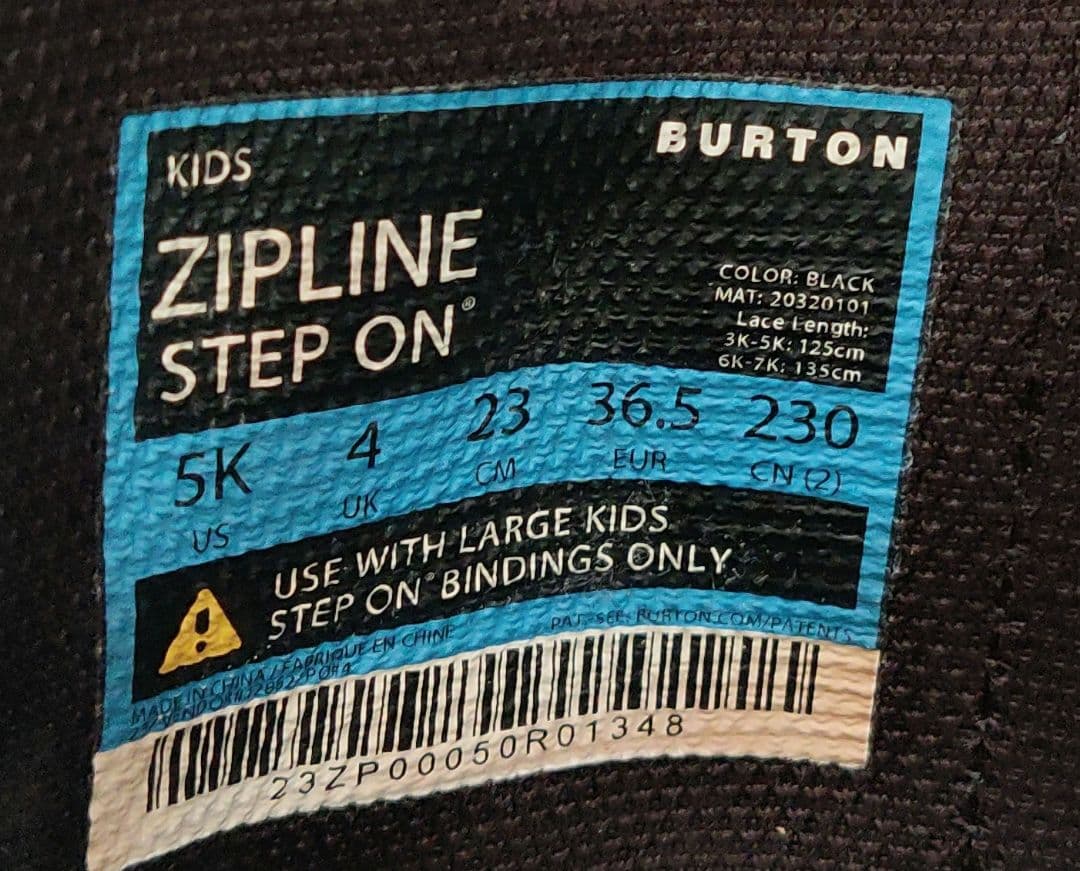 BURTON
KIDS
ZIPLINE
STEP ON®
COLOR: BLACK
MAT: 20320101
Lace Length:
3K-5K: 125cm
6K-7K: 135cm
5K 4 23 36.5 230
US UK CM EUR CN (2)
USE WITH LARGE KIDS
STEP ON® BINDINGS ONLY
PAT. SEE: BURTON.COM/PATENTS
MADE IN CHINA / FABRIQUE EN CHINE
23ZP00050R01348